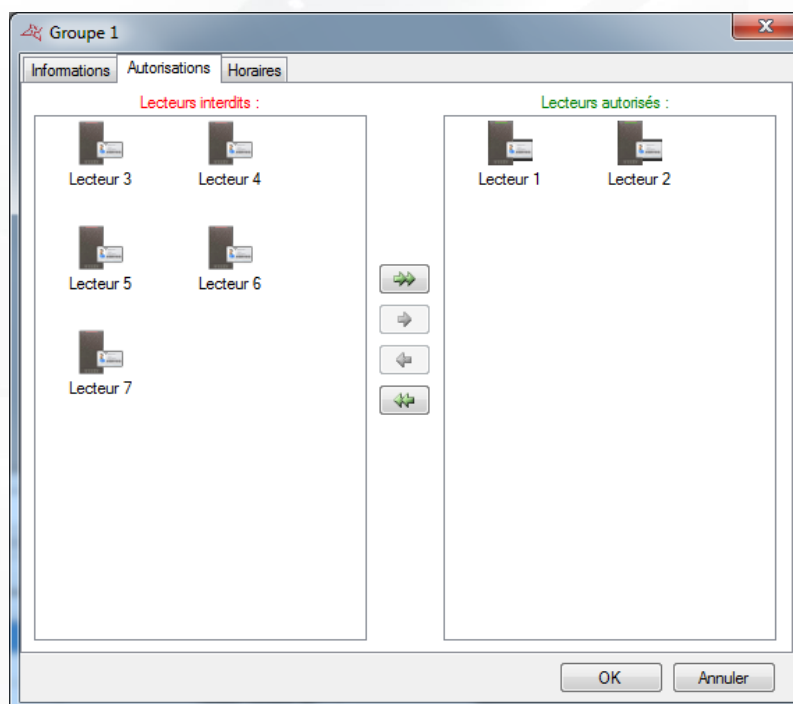 Groupe 1
Informations Autorisations Horaires
Lecteurs interdits : Lecteurs autorisés :
Lecteur 3 Lecteur 4 Lecteur 1 Lecteur 2
Lecteur 5 Lecteur 6
Lecteur 7
OK Annuler